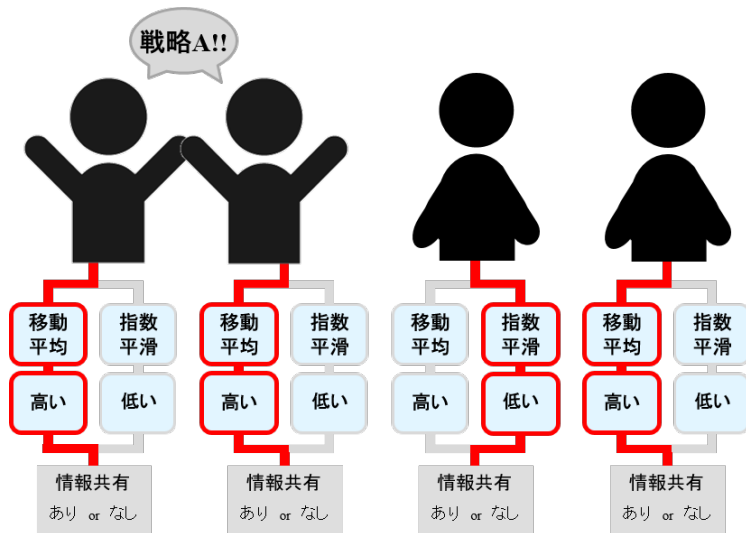 戦略A!!
移動
平均
指数
平滑
高い
低い
情報共有
あり or なし
移動
平均
指数
平滑
高い
低い
情報共有
あり or なし
移動
平均
指数
平滑
高い
低い
情報共有
あり or なし
移動
平均
指数
平滑
高い
低い
情報共有
あり or なし